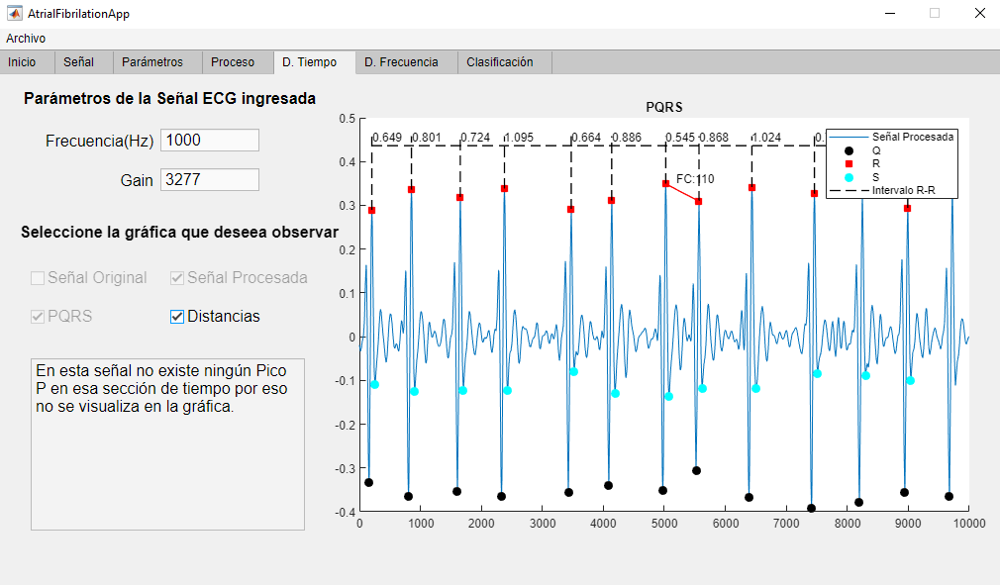 AtrialFibrilationApp
Archivo
Inicio Señal Parámetros Proceso D. Tiempo D. Frecuencia Clasificación
Parámetros de la Señal ECG ingresada
Frecuencia(Hz) 1000
Gain 3277
Seleccione la gráfica que deseea observar
Señal Original Señal Procesada
PQRS Distancias
En esta señal no existe ningún Pico
P en esa sección de tiempo por eso
no se visualiza en la gráfica.
PQRS
0.649 0.801 0.724 1.095 0.664 0.886 0.545 0.868 1.024 0.
FC:110
Señal Procesada
Q
R
S
Intervalo R-R
0.5
0.4
0.3
0.2
0.1
0
-0.1
-0.2
-0.3
-0.4
0 1000 2000 3000 4000 5000 6000 7000 8000 9000 10000